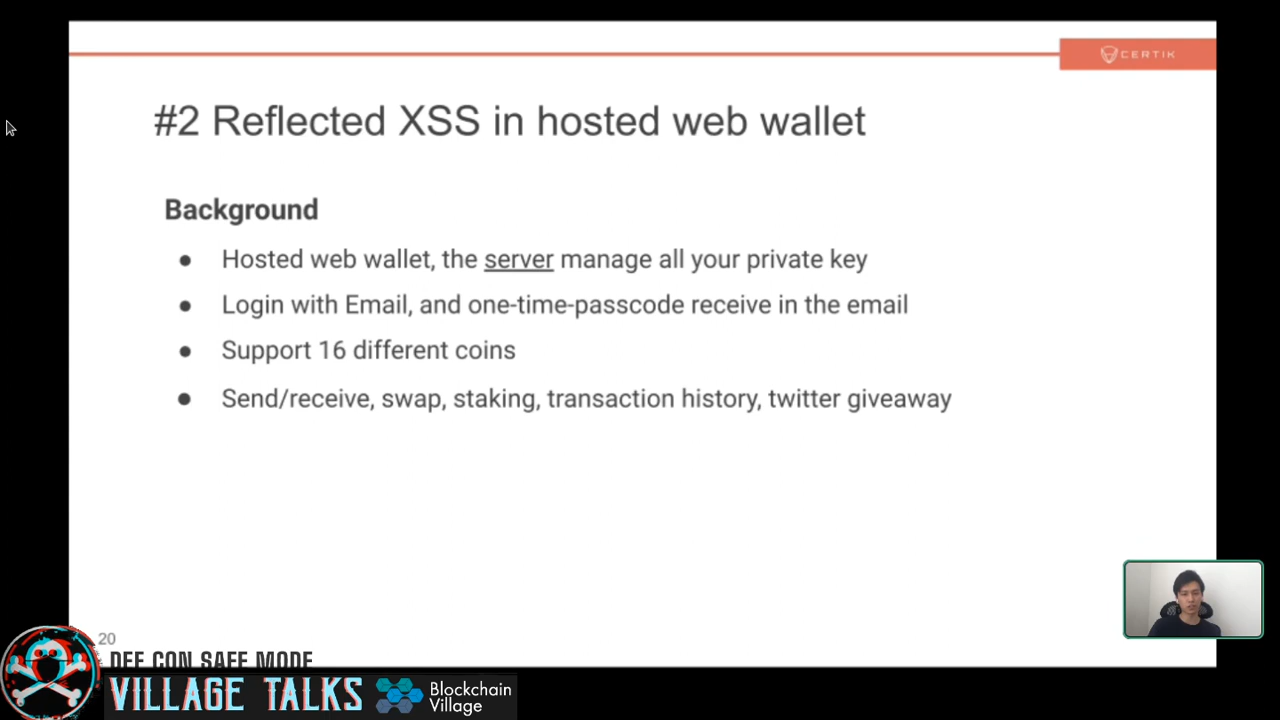 CERTIK
#2 Reflected XSS in hosted web wallet
Background
● Hosted web wallet, the server manage all your private key
● Login with Email, and one-time-passcode receive in the email
● Support 16 different coins
● Send/receive, swap, staking, transaction history, twitter giveaway
20
DEF CON SAFE MODE
VILLAGE TALKS
Blockchain
Village